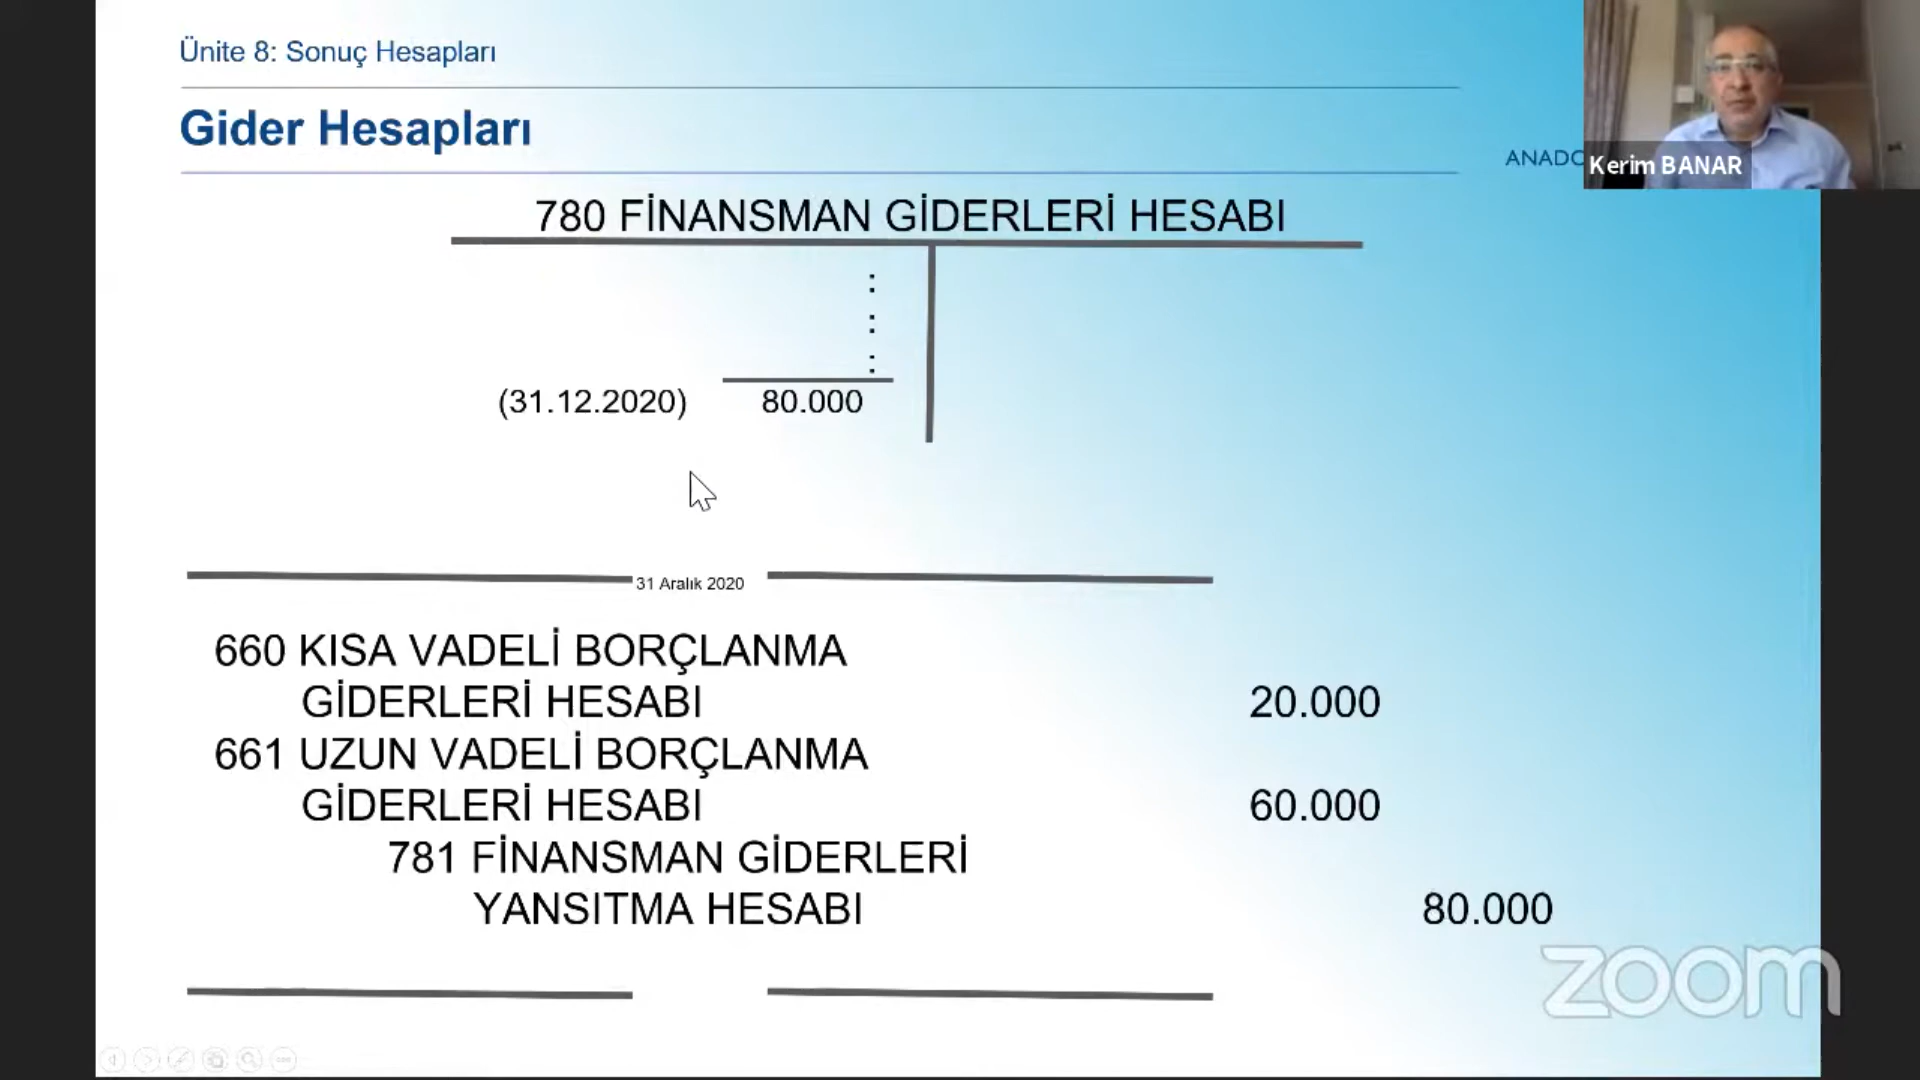 Ünite 8: Sonuç Hesapları
Gider Hesapları
ANADO
Kerim BANAR
780 FİNANSMAN GİDERLERİ HESABI
:
:
:
(31.12.2020) 80.000
31 Aralık 2020
660 KISA VADELİ BORÇLANMA
GİDERLERİ HESABI 20.000
661 UZUN VADELİ BORÇLANMA
GİDERLERİ HESABI 60.000
781 FİNANSMAN GİDERLERİ
YANSITMA HESABI 80.000
zoom